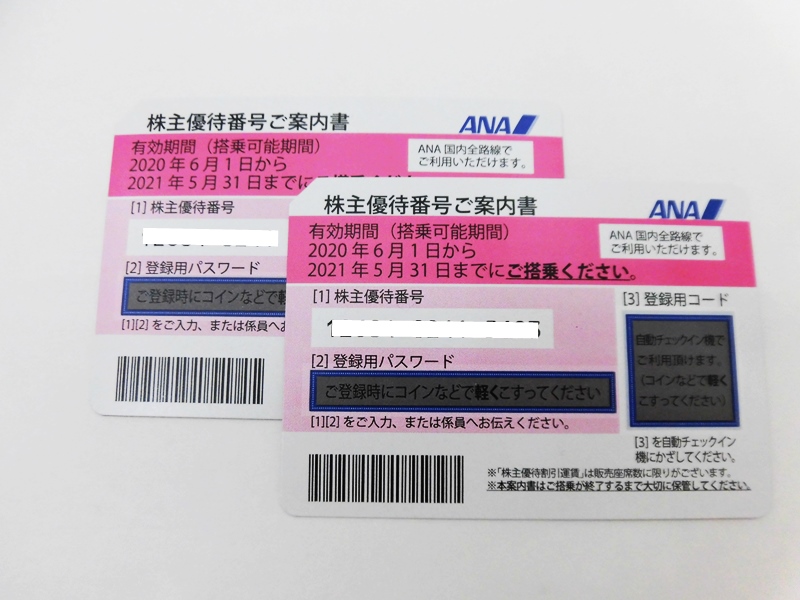 株主優待番号ご案内書
ANA
有効期間（搭乗可能期間）
2020年6月1日から
2021年5月31日までに
ANA国内全路線で
ご利用いただけます。
[1] 株主優待番号
[2] 登録用パスワード
ご登録時にコインなどで軽
[1][2]をご入力、または係員へお
株主優待番号ご案内書
ANA
有効期間（搭乗可能期間）
2020年6月1日から
2021年5月31日までにご搭乗ください。
ANA国内全路線で
ご利用いただけます。
[1] 株主優待番号
[2] 登録用パスワード
ご登録時にコインなどで軽くこすってください
[1][2]をご入力、または係員へお伝えください。
[3] 登録用コード
自動チェックイン機で
ご利用頂けます。
(コインなどで軽く
こすってください)
[3]を自動チェックイン
機にかざしてください。
※「株主優待割引運賃」は販売座席数に限りがございます。
※本案内書はご搭乗が終了するまで大切に保管してください。